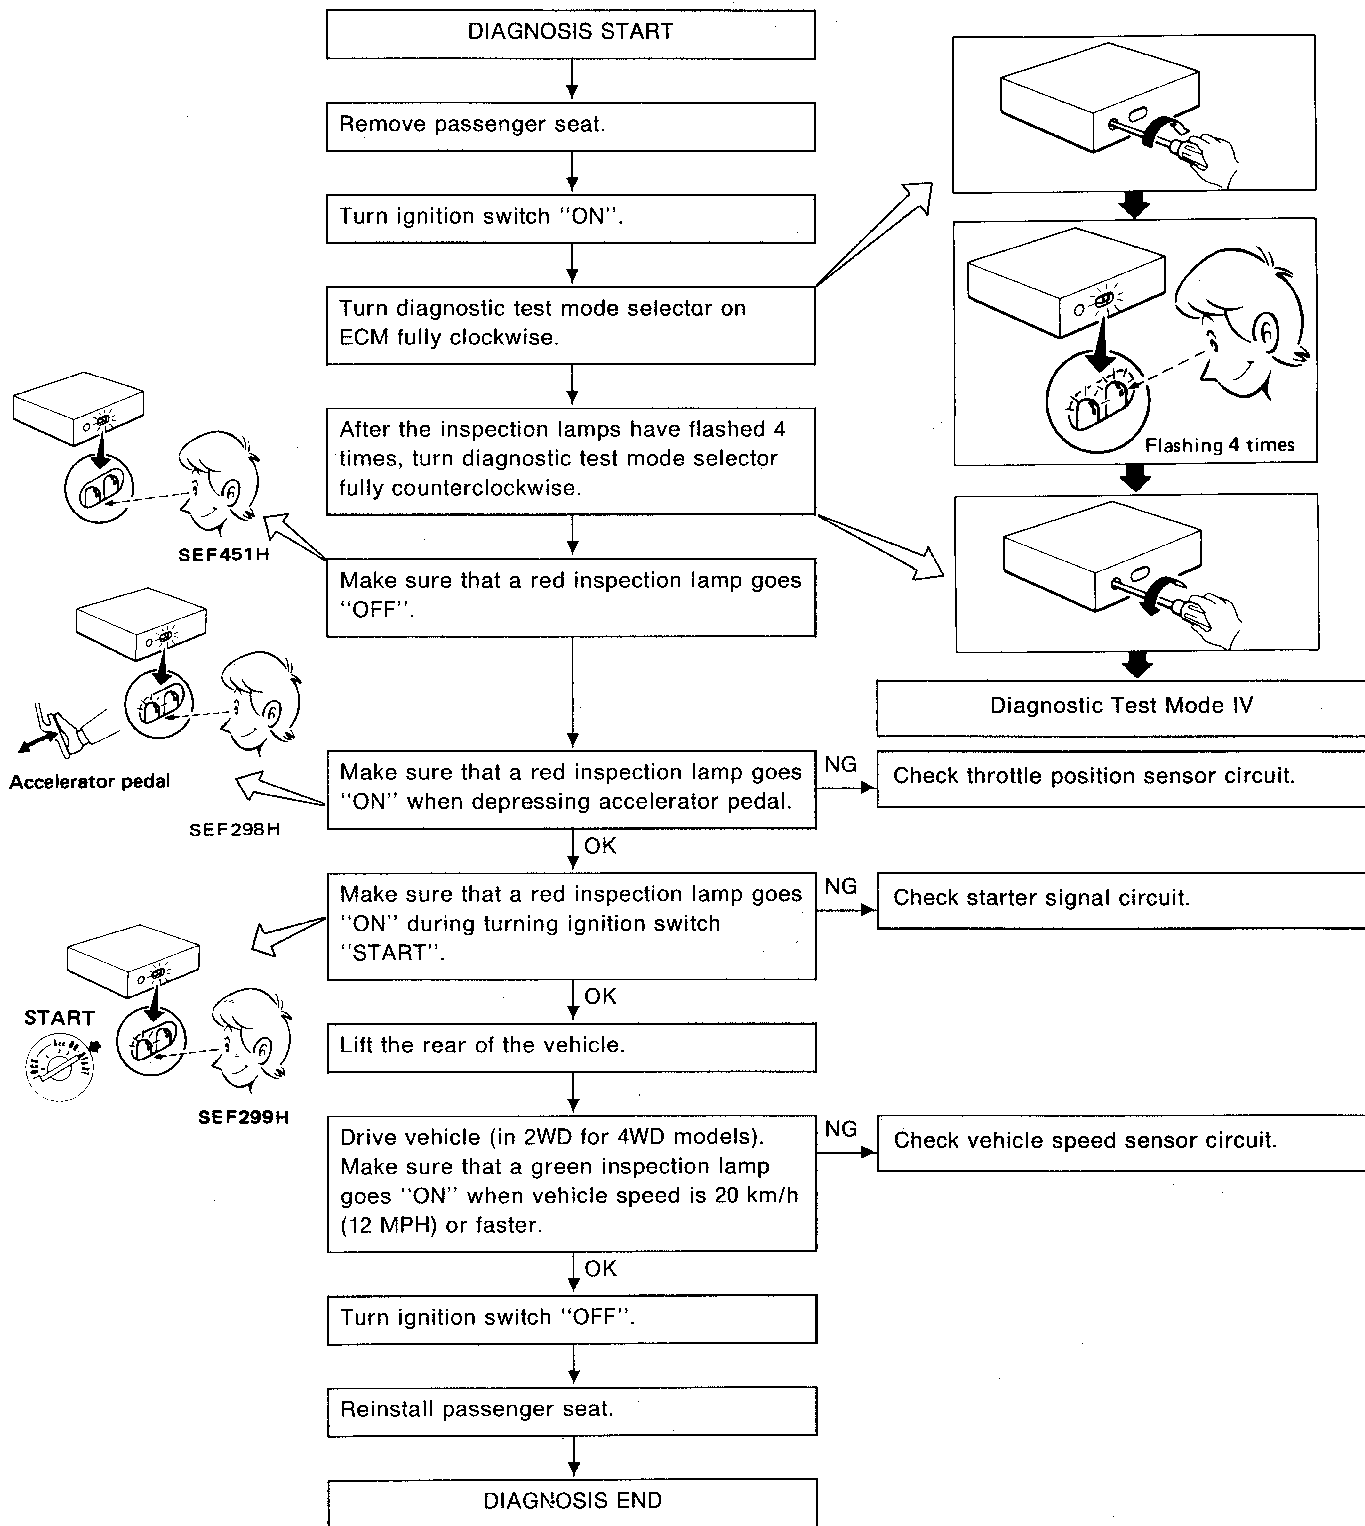 DIAGNOSIS START
Remove passenger seat.
Turn ignition switch "ON".
Turn diagnostic test mode selector on
ECM fully clockwise.
After the inspection lamps have flashed 4
times, turn diagnostic test mode selector
fully counterclockwise.
Flashing 4 times
SEF451H
Make sure that a red inspection lamp goes
"OFF".
Diagnostic Test Mode IV
Accelerator pedal
SEF298H
Make sure that a red inspection lamp goes
"ON" when depressing accelerator pedal.
NG
Check throttle position sensor circuit.
OK
Make sure that a red inspection lamp goes
"ON" during turning ignition switch
"START".
NG
Check starter signal circuit.
OK
START
SEF299H
Lift the rear of the vehicle.
Drive vehicle (in 2WD for 4WD models).
Make sure that a green inspection lamp
goes "ON" when vehicle speed is 20 km/h
(12 MPH) or faster.
NG
Check vehicle speed sensor circuit.
OK
Turn ignition switch "OFF".
Reinstall passenger seat.
DIAGNOSIS END